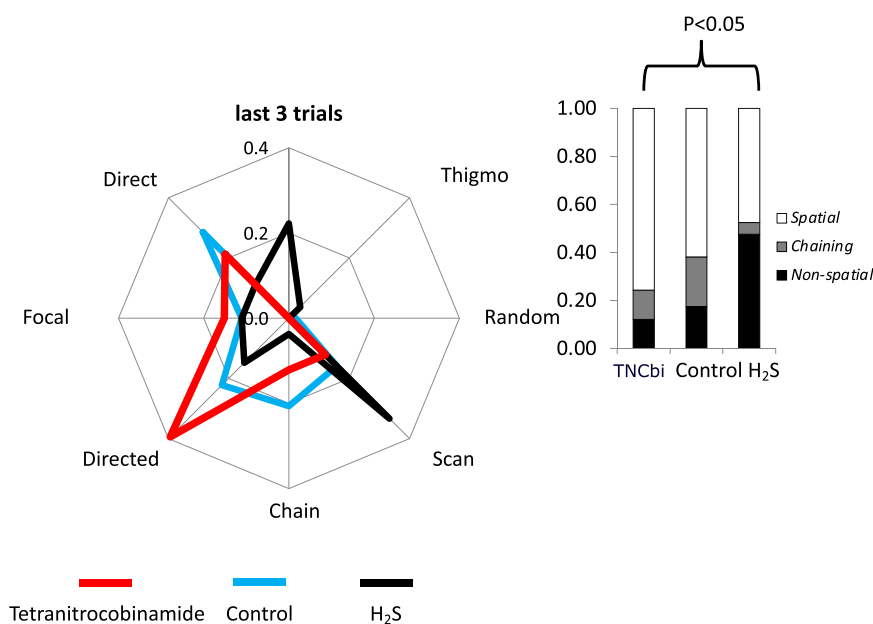 P<0.05
last 3 trials
0.4
0.2
0.0
Direct
Thigmo
Focal
Random
Directed
Scan
Chain
1.00
0.80
0.60
0.40
0.20
0.00
TNCbi Control H₂S
Spatial
Chaining
Non-spatial
Tetranitrocobinamide Control H₂S